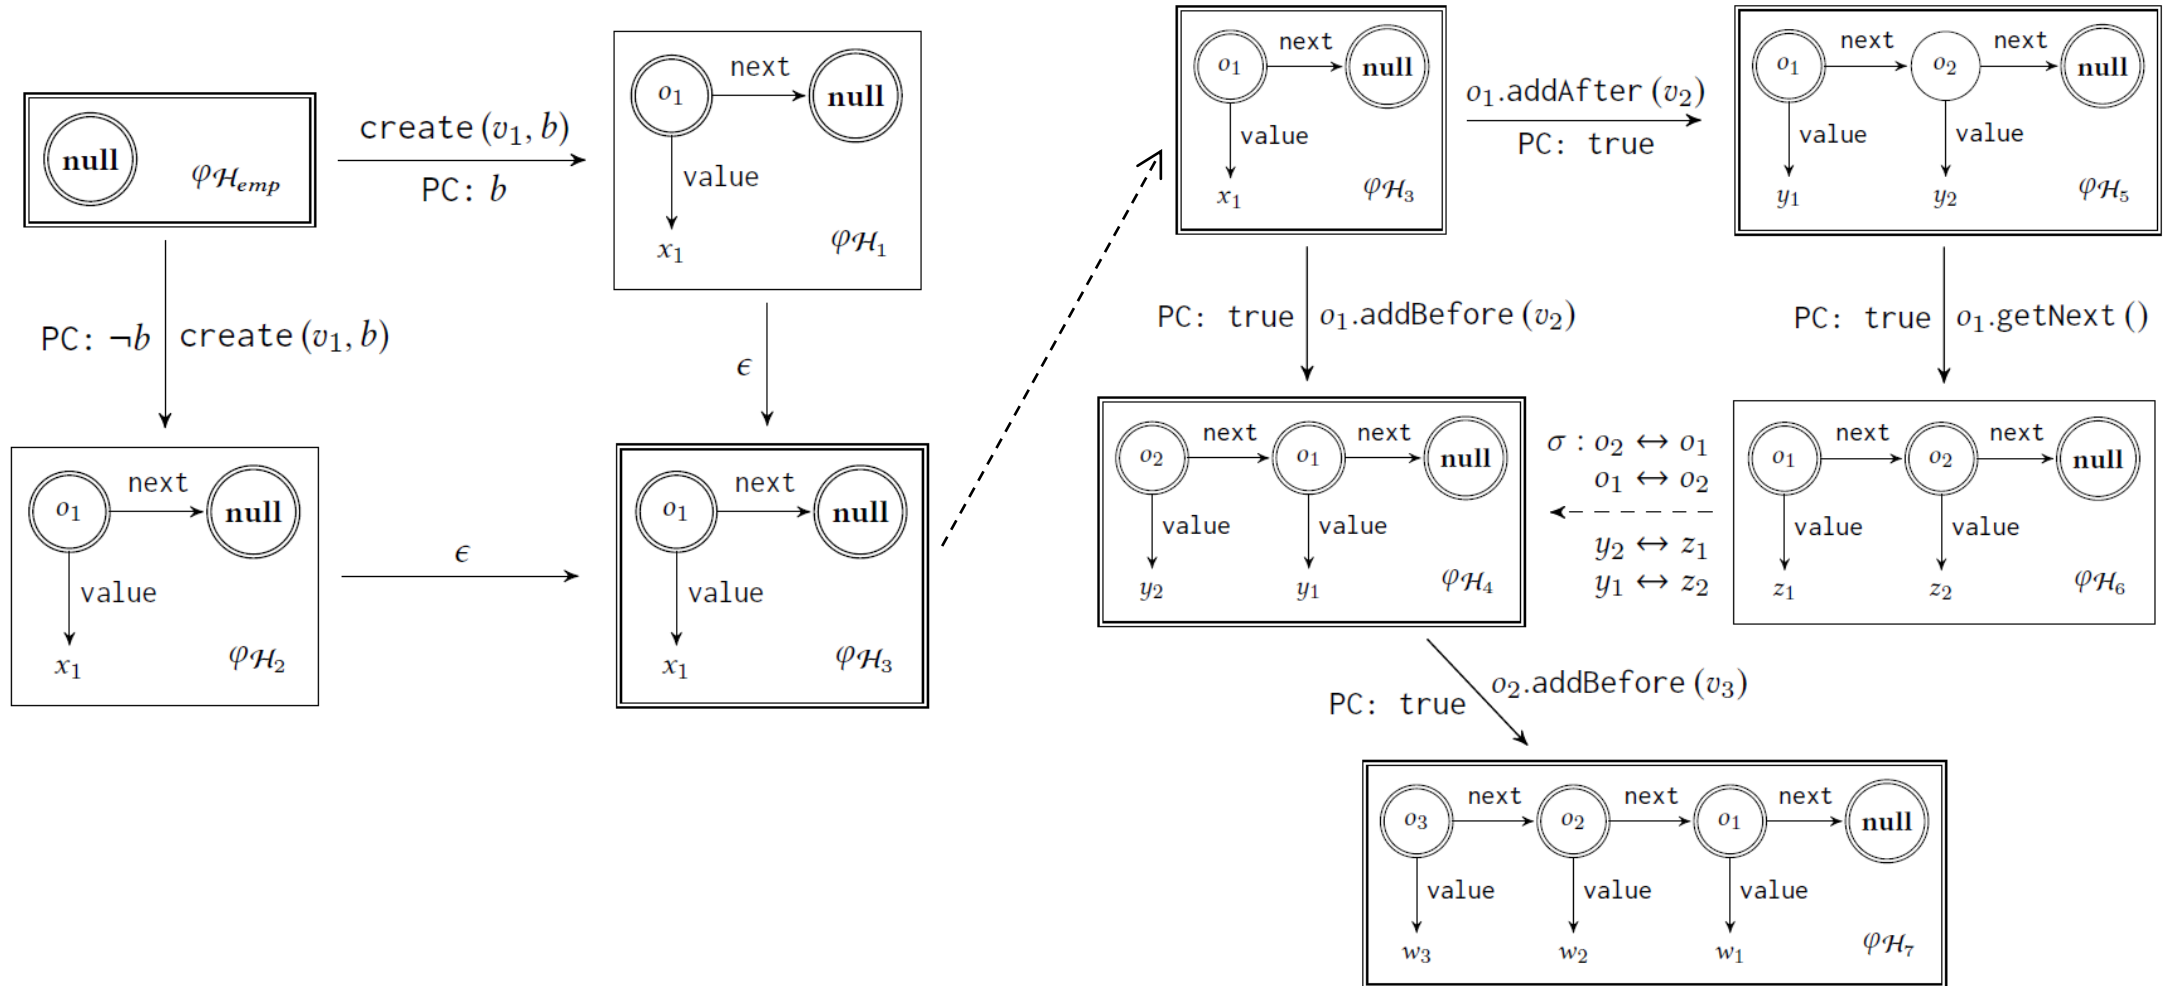 null
φ𝓗emp
create(v₁, b)
PC: b
o₁
next
null
value
x₁
φ𝓗₁
PC: ¬b
create(v₁, b)
ϵ
o₁
next
null
value
x₁
φ𝓗₂
ϵ
o₁
next
null
value
x₁
φ𝓗₃
o₁
next
null
value
x₁
φ𝓗₃
o₁.addAfter(v₂)
PC: true
o₁
next
o₂
next
null
value
value
y₁
y₂
φ𝓗₅
PC: true
o₁.addBefore(v₂)
PC: true
o₁.getNext()
o₂
next
o₁
next
null
value
value
y₂
y₁
φ𝓗₄
σ : o₂ ↔ o₁
o₁ ↔ o₂
y₂ ↔ z₁
y₁ ↔ z₂
o₁
next
o₂
next
null
value
value
z₁
z₂
φ𝓗₆
PC: true
o₂.addBefore(v₃)
o₃
next
o₂
next
o₁
next
null
value
value
value
w₃
w₂
w₁
φ𝓗₇